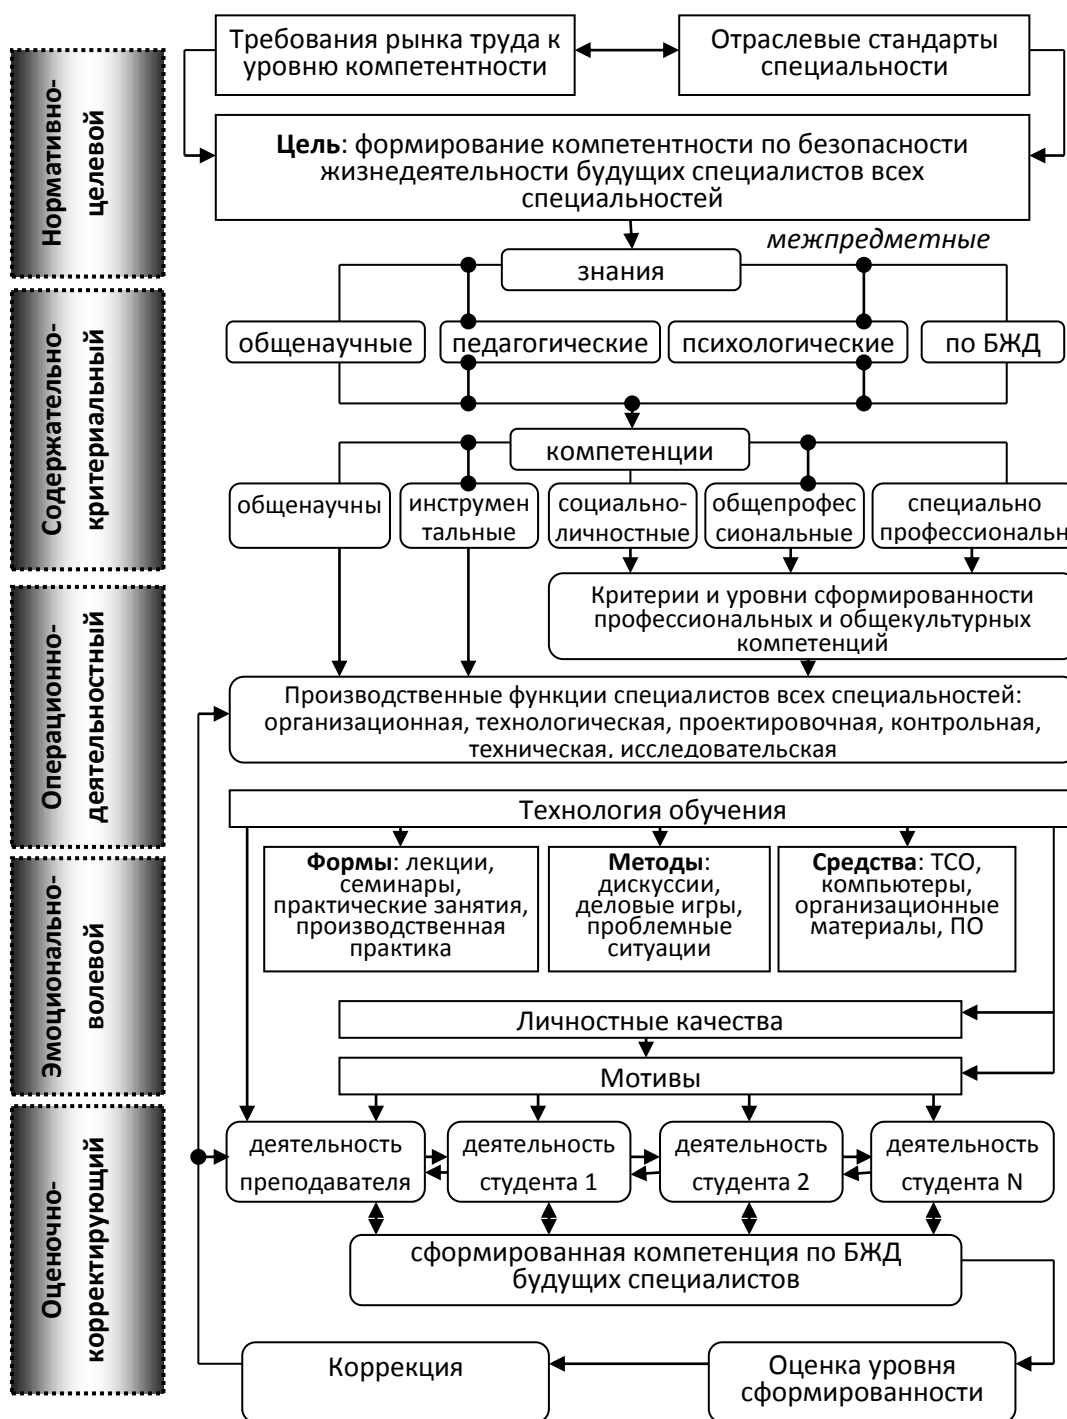 Нормативно-
целевой
Содержательно-
критериальный
Операционно-
деятельностный
Эмоционально-
волевой
Оценочно-
корректирующий
Требования рынка труда к
уровню компетентности
Отраслевые стандарты
специальности
Цель: формирование компетентности по безопасности
жизнедеятельности будущих специалистов всех
специальностей
межпредметные
знания
общенаучные
педагогические
психологические
по БЖД
компетенции
общенаучны
инструмен
тальные
социально-
личностные
общепрофес
сиональные
специально
профессиональн
Критерии и уровни сформированности
профессиональных и общекультурных
компетенций
Производственные функции специалистов всех специальностей:
организационная, технологическая, проектировочная, контрольная,
техническая, исследовательская
Технология обучения
Формы: лекции,
семинары,
практические занятия,
производственная
практика
Методы:
дискуссии,
деловые игры,
проблемные
ситуации
Средства: ТСО,
компьютеры,
организационные
материалы, ПО
Личностные качества
Мотивы
деятельность
преподавателя
деятельность
студента 1
деятельность
студента 2
деятельность
студента N
сформированная компетенция по БЖД
будущих специалистов
Коррекция
Оценка уровня
сформированности